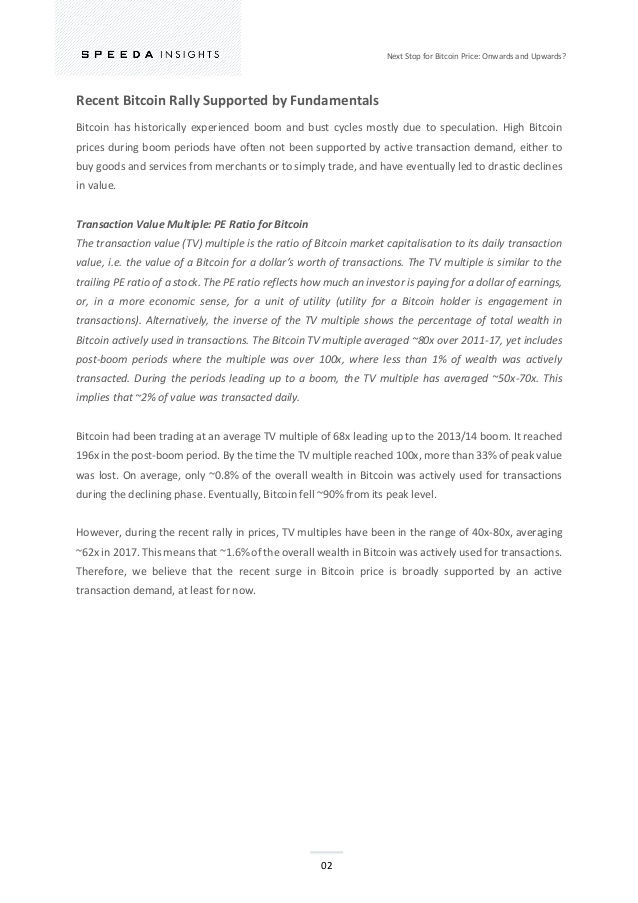 SPEEDA INSIGHTS
Next Stop for Bitcoin Price: Onwards and Upwards?
Recent Bitcoin Rally Supported by Fundamentals
Bitcoin has historically experienced boom and bust cycles mostly due to speculation. High Bitcoin
prices during boom periods have often not been supported by active transaction demand, either to
buy goods and services from merchants or to simply trade, and have eventually led to drastic declines
in value.
Transaction Value Multiple: PE Ratio for Bitcoin
The transaction value (TV) multiple is the ratio of Bitcoin market capitalisation to its daily transaction
value, i.e. the value of a Bitcoin for a dollar's worth of transactions. The TV multiple is similar to the
trailing PE ratio of a stock. The PE ratio reflects how much an investor is paying for a dollar of earnings,
or, in a more economic sense, for a unit of utility (utility for a Bitcoin holder is engagement in
transactions). Alternatively, the inverse of the TV multiple shows the percentage of total wealth in
Bitcoin actively used in transactions. The Bitcoin TV multiple averaged ~80x over 2011-17, yet includes
post-boom periods where the multiple was over 100x, where less than 1% of wealth was actively
transacted. During the periods leading up to a boom, the TV multiple has averaged ~50x-70x. This
implies that ~2% of value was transacted daily.
Bitcoin had been trading at an average TV multiple of 68x leading up to the 2013/14 boom. It reached
196x in the post-boom period. By the time the TV multiple reached 100x, more than 33% of peak value
was lost. On average, only ~0.8% of the overall wealth in Bitcoin was actively used for transactions
during the declining phase. Eventually, Bitcoin fell ~90% from its peak level.
However, during the recent rally in prices, TV multiples have been in the range of 40x-80x, averaging
~62x in 2017. This means that ~1.6% of the overall wealth in Bitcoin was actively used for transactions.
Therefore, we believe that the recent surge in Bitcoin price is broadly supported by an active
transaction demand, at least for now.
02